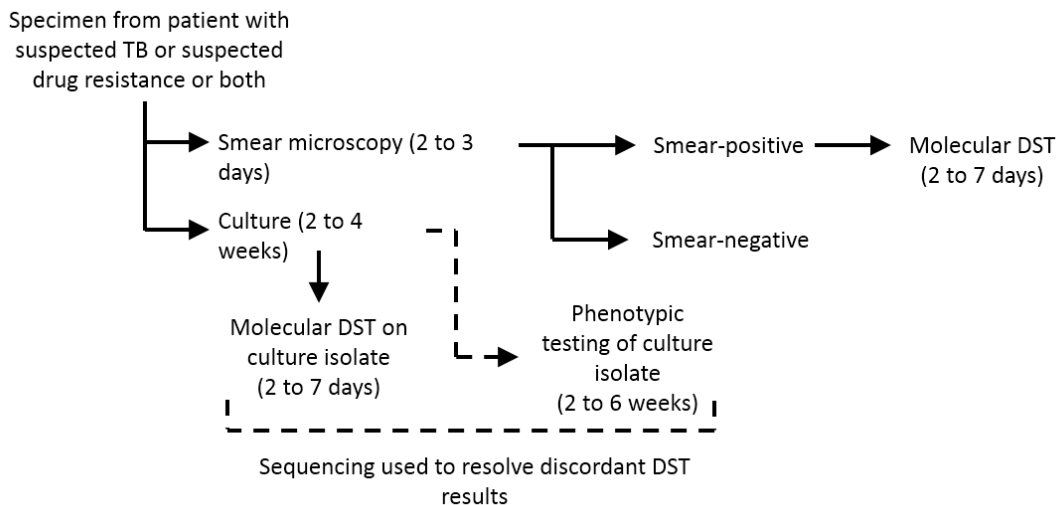 Specimen from patient with
suspected TB or suspected
drug resistance or both
Smear microscopy (2 to 3
days)
Smear-positive
Molecular DST
(2 to 7 days)
Culture (2 to 4
weeks)
Smear-negative
Molecular DST on
culture isolate
(2 to 7 days)
Phenotypic
testing of culture
isolate
(2 to 6 weeks)
Sequencing used to resolve discordant DST
results